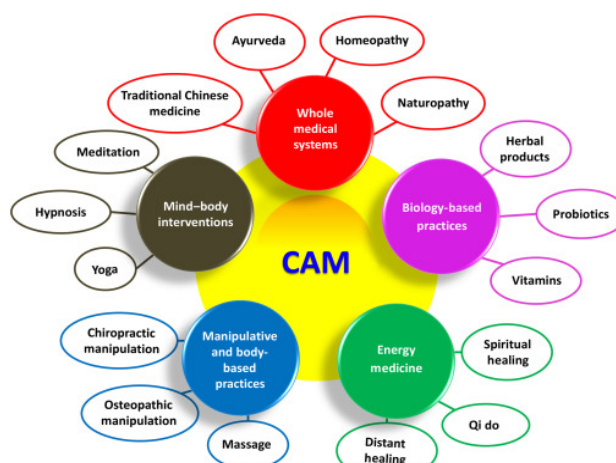 Ayurveda
Homeopathy
Traditional Chinese
medicine
Whole
medical
systems
Naturopathy
Meditation
Hypnosis
Yoga
Mind–body
interventions
Herbal
products
Biology-based
practices
Probiotics
Vitamins
CAM
Chiropractic
manipulation
Osteopathic
manipulation
Massage
Manipulative
and body-
based
practices
Energy
medicine
Spiritual
healing
Qi do
Distant
healing